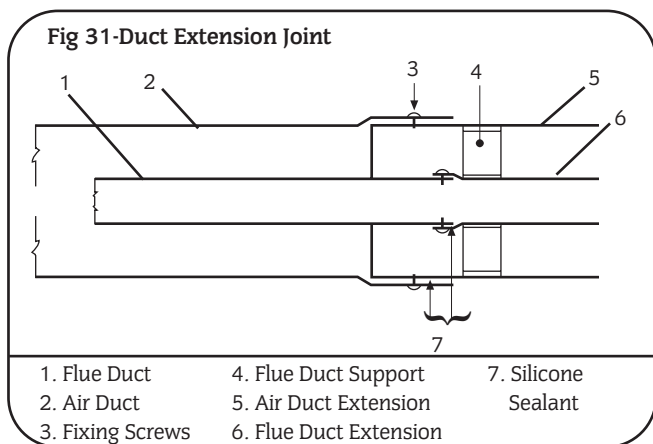 Fig 31-Duct Extension Joint
1
2
3
4
5
6
7
1. Flue Duct
2. Air Duct
3. Fixing Screws
4. Flue Duct Support
5. Air Duct Extension
6. Flue Duct Extension
7. Silicone
Sealant